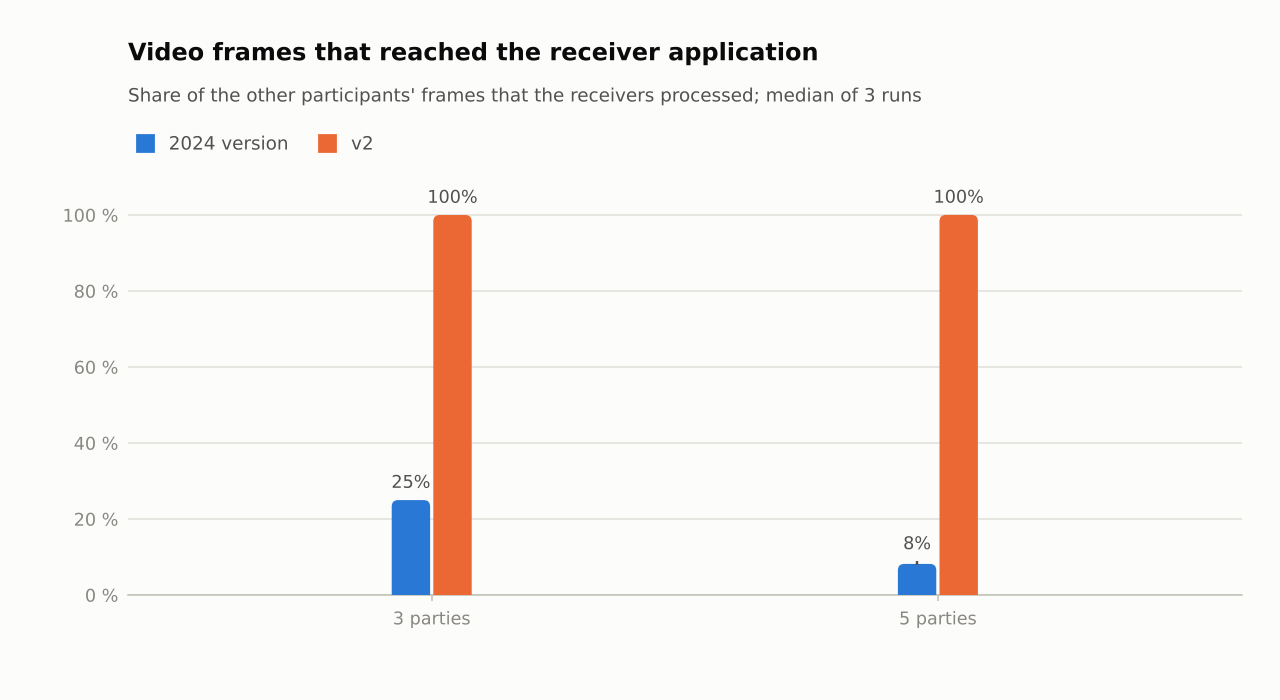 Video frames that reached the receiver application
Share of the other participants' frames that the receivers processed; median of 3 runs
2024 version v2
100% 100%
100 %
80 %
60 %
40 %
25%
20 %
8%
0 %
3 parties 5 parties